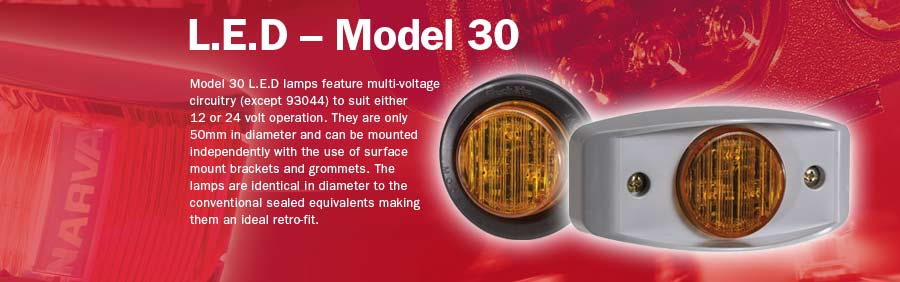 L.E.D – Model 30
Model 30 L.E.D lamps feature multi-voltage
circuitry (except 93044) to suit either
12 or 24 volt operation. They are only
50mm in diameter and can be mounted
independently with the use of surface
mount brackets and grommets. The
lamps are identical in diameter to the
conventional sealed equivalents making
them an ideal retro-fit.
NARVA